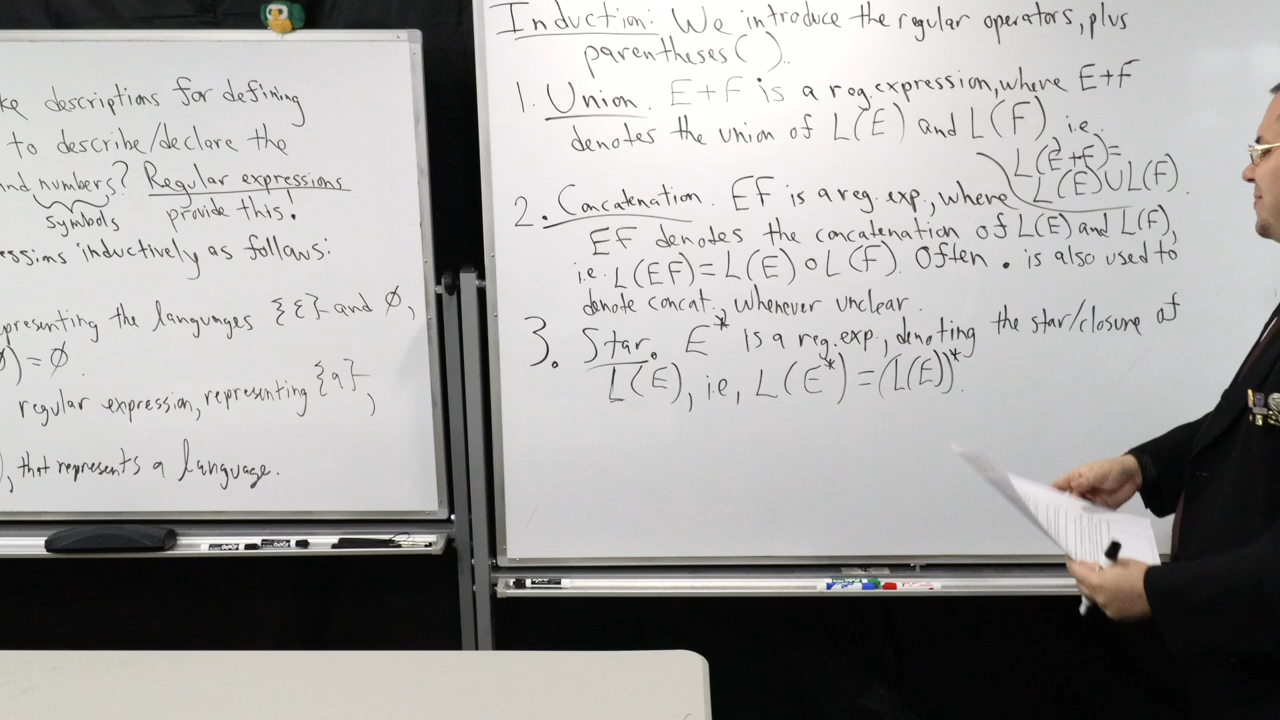 ke descriptions for defining
to describe/declare the
nd numbers? Regular expressions
symbols provide this!
essions inductively as follows:
presenting the languages {ε} and ∅,
) = ∅
regular expression, representing {a},
), that represents a language.
Induction: We introduce the regular operators, plus
parentheses ( ).
1. Union. E+F is a reg. expression, where E+F
denotes the union of L(E) and L(F), i.e.
L(E+F)=
L(E)∪L(F).
2. Concatenation. EF is a reg. exp., where
EF denotes the concatenation of L(E) and L(F),
i.e. L(EF) = L(E) ∘ L(F). Often . is also used to
denote concat., whenever unclear.
3. Star. E* is a reg. exp., denoting the star/closure of
L(E), i.e, L(E*) = (L(E))*.